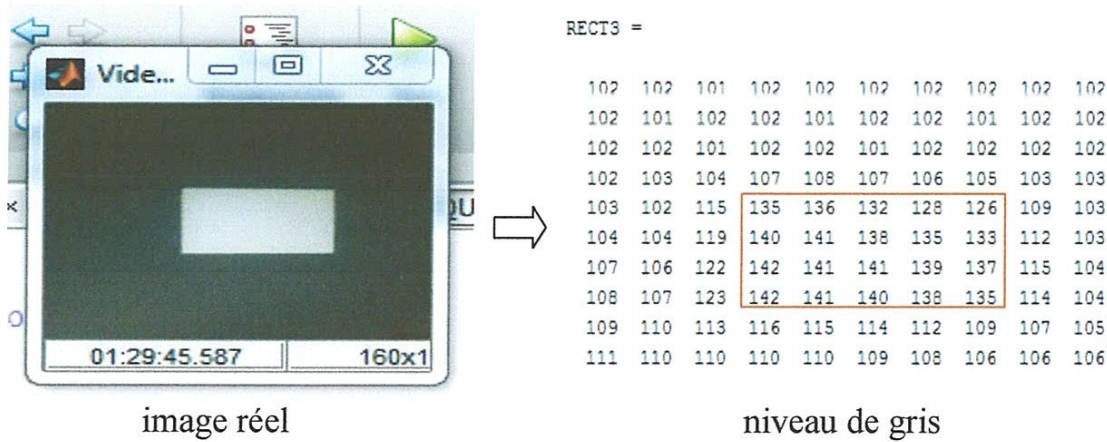 Vide...
QU
01:29:45.587 160x1
image réel
RECT3 =
102 102 101 102 102 102 102 102 102 102
102 101 102 102 101 102 102 101 102 102
102 102 101 102 102 101 102 102 102 102
102 103 104 107 108 107 106 105 103 103
103 102 115 135 136 132 128 126 109 103
104 104 119 140 141 138 135 133 112 103
107 106 122 142 141 141 139 137 115 104
108 107 123 142 141 140 138 135 114 104
109 110 113 116 115 114 112 109 107 105
111 110 110 110 110 109 108 106 106 106
niveau de gris